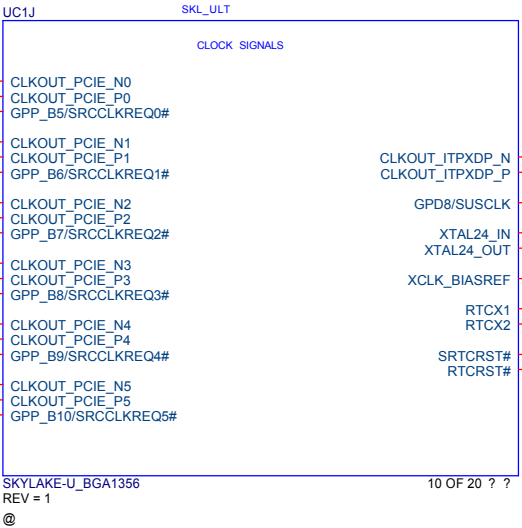 UC1J SKL_ULT
CLOCK SIGNALS
CLKOUT_PCIE_N0
CLKOUT_PCIE_P0
GPP_B5/SRCCLKREQ0#
CLKOUT_PCIE_N1
CLKOUT_PCIE_P1
GPP_B6/SRCCLKREQ1#
CLKOUT_PCIE_N2
CLKOUT_PCIE_P2
GPP_B7/SRCCLKREQ2#
CLKOUT_PCIE_N3
CLKOUT_PCIE_P3
GPP_B8/SRCCLKREQ3#
CLKOUT_PCIE_N4
CLKOUT_PCIE_P4
GPP_B9/SRCCLKREQ4#
CLKOUT_PCIE_N5
CLKOUT_PCIE_P5
GPP_B10/SRCCLKREQ5#
CLKOUT_ITPXDP_N
CLKOUT_ITPXDP_P
GPD8/SUSCLK
XTAL24_IN
XTAL24_OUT
XCLK_BIASREF
RTCX1
RTCX2
SRTCRST#
RTCRST#
SKYLAKE-U_BGA1356 10 OF 20 ? ?
REV = 1
@